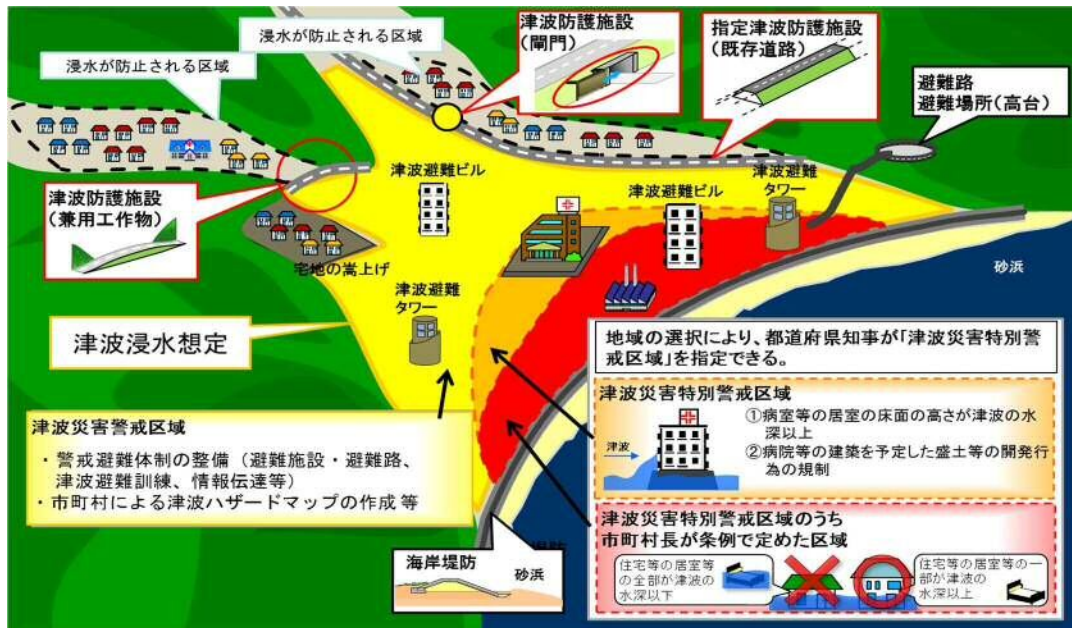 浸水が防止される区域
浸水が防止される区域
津波防護施設
（閘門）
指定津波防護施設
（既存道路）
避難路
避難場所（高台）
津波防護施設
（兼用工作物）
津波避難ビル
津波避難ビル
津波避難
タワー
宅地の嵩上げ
津波避難
タワー
砂浜
津波浸水想定
地域の選択により、都道府県知事が「津波災害特別警
戒区域」を指定できる。
津波災害特別警戒区域
津波
①病室等の居室の床面の高さが津波の水
深以上
②病院等の建築を予定した盛土等の開発行
為の規制
津波災害警戒区域
・警戒避難体制の整備（避難施設・避難路、
津波避難訓練、情報伝達等）
・市町村による津波ハザードマップの作成等
津波災害特別警戒区域のうち
市町村長が条例で定めた区域
住宅等の居室等
の全部が津波の
水深以下
住宅等の居室等の一
部が津波の
水深以上
海岸堤防
砂浜